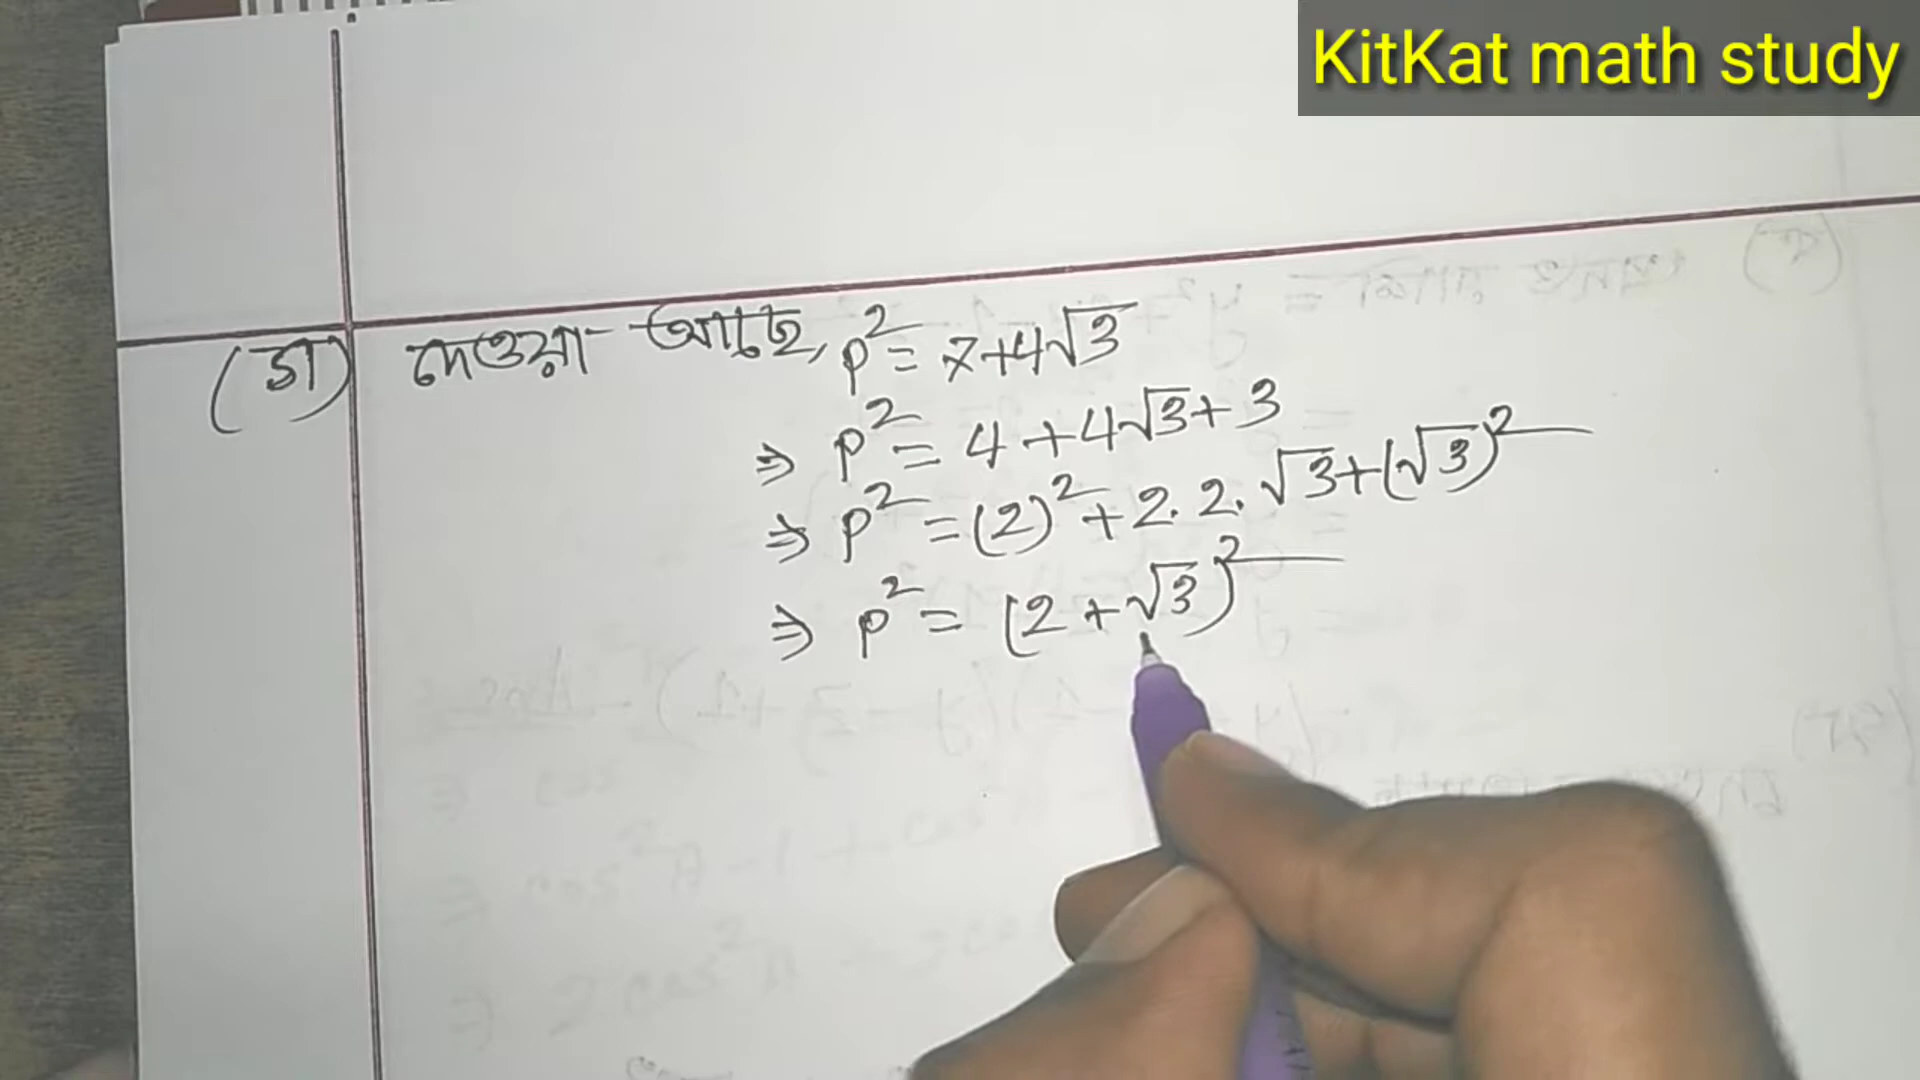 KitKat math study
(গ) দেওয়া আছে, p² = 7+4√3
⇒ p² = 4+4√3+3
⇒ p² = (2)²+2.2.√3+(√3)²
⇒ p² = (2+√3)²